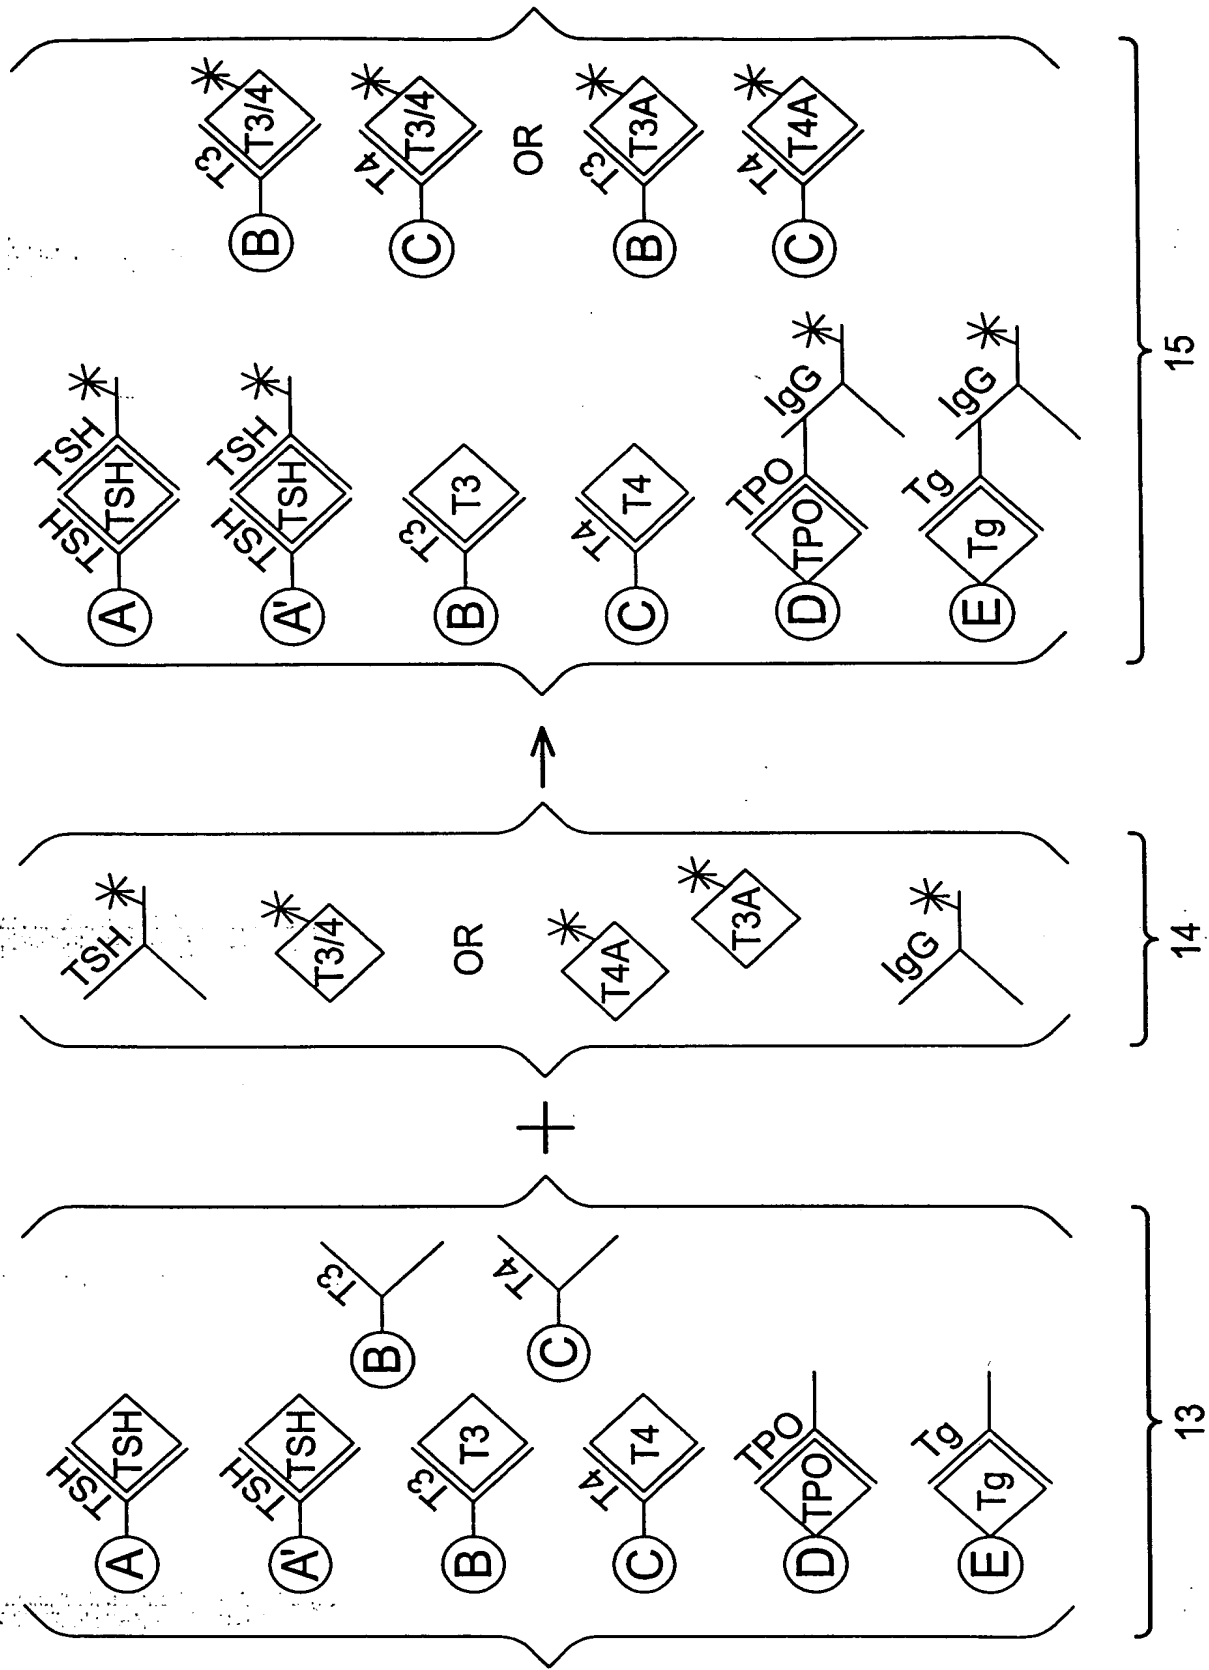 A TSH TSH
A' TSH TSH
B T3 T3
C T4 T4
D TPO TPO
E Tg Tg
B T3
C T4
13
+
TSH *
T3/4 *
OR
T4A *
T3A *
IgG *
14
→
A TSH TSH TSH *
A' TSH TSH TSH *
B T3 T3
C T4 T4
D TPO TPO IgG *
E Tg Tg IgG *
B T3 T3/4 *
C T4 T3/4 *
OR
B T3 T3A *
C T4 T4A *
15